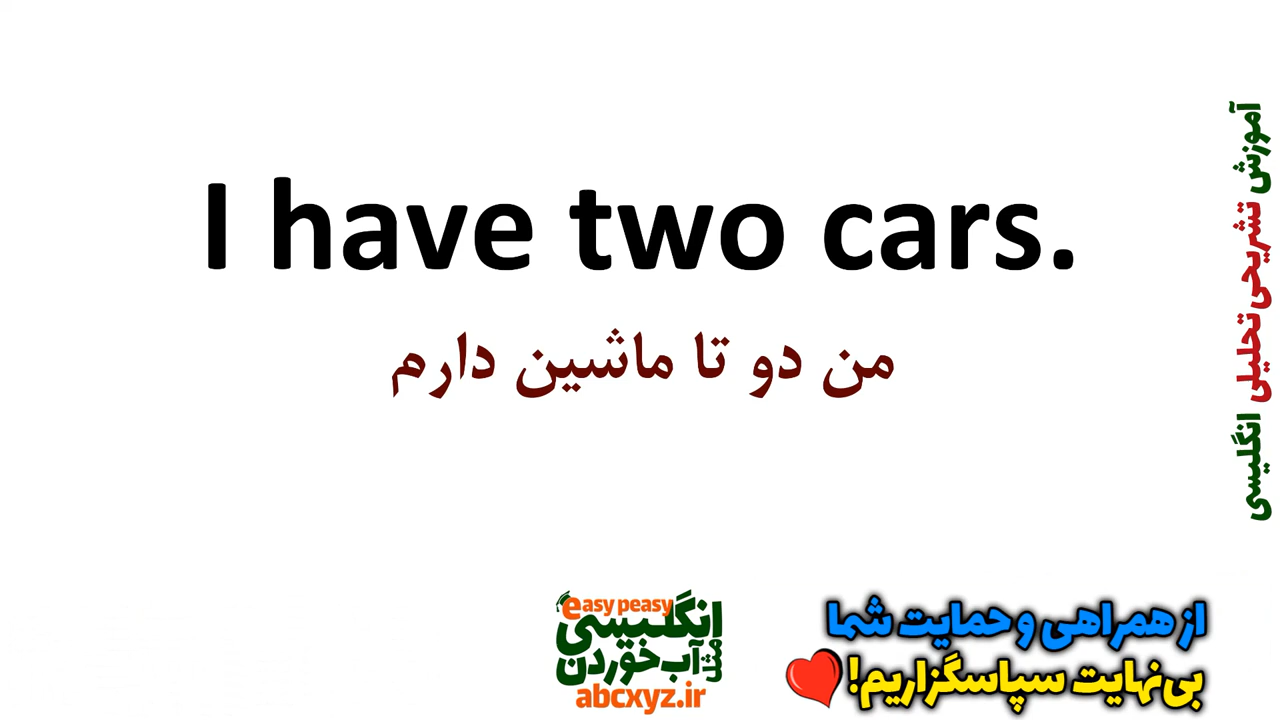 I have two cars.
من دو تا ماشین دارم
آموزش تشریحی تحلیلی انگلیسی
easy peasy
انگلیسی
مثل
آب خوردن
abcxyz.ir
از همراهی و حمایت شما
بی‌نهایت سپاسگزاریم!